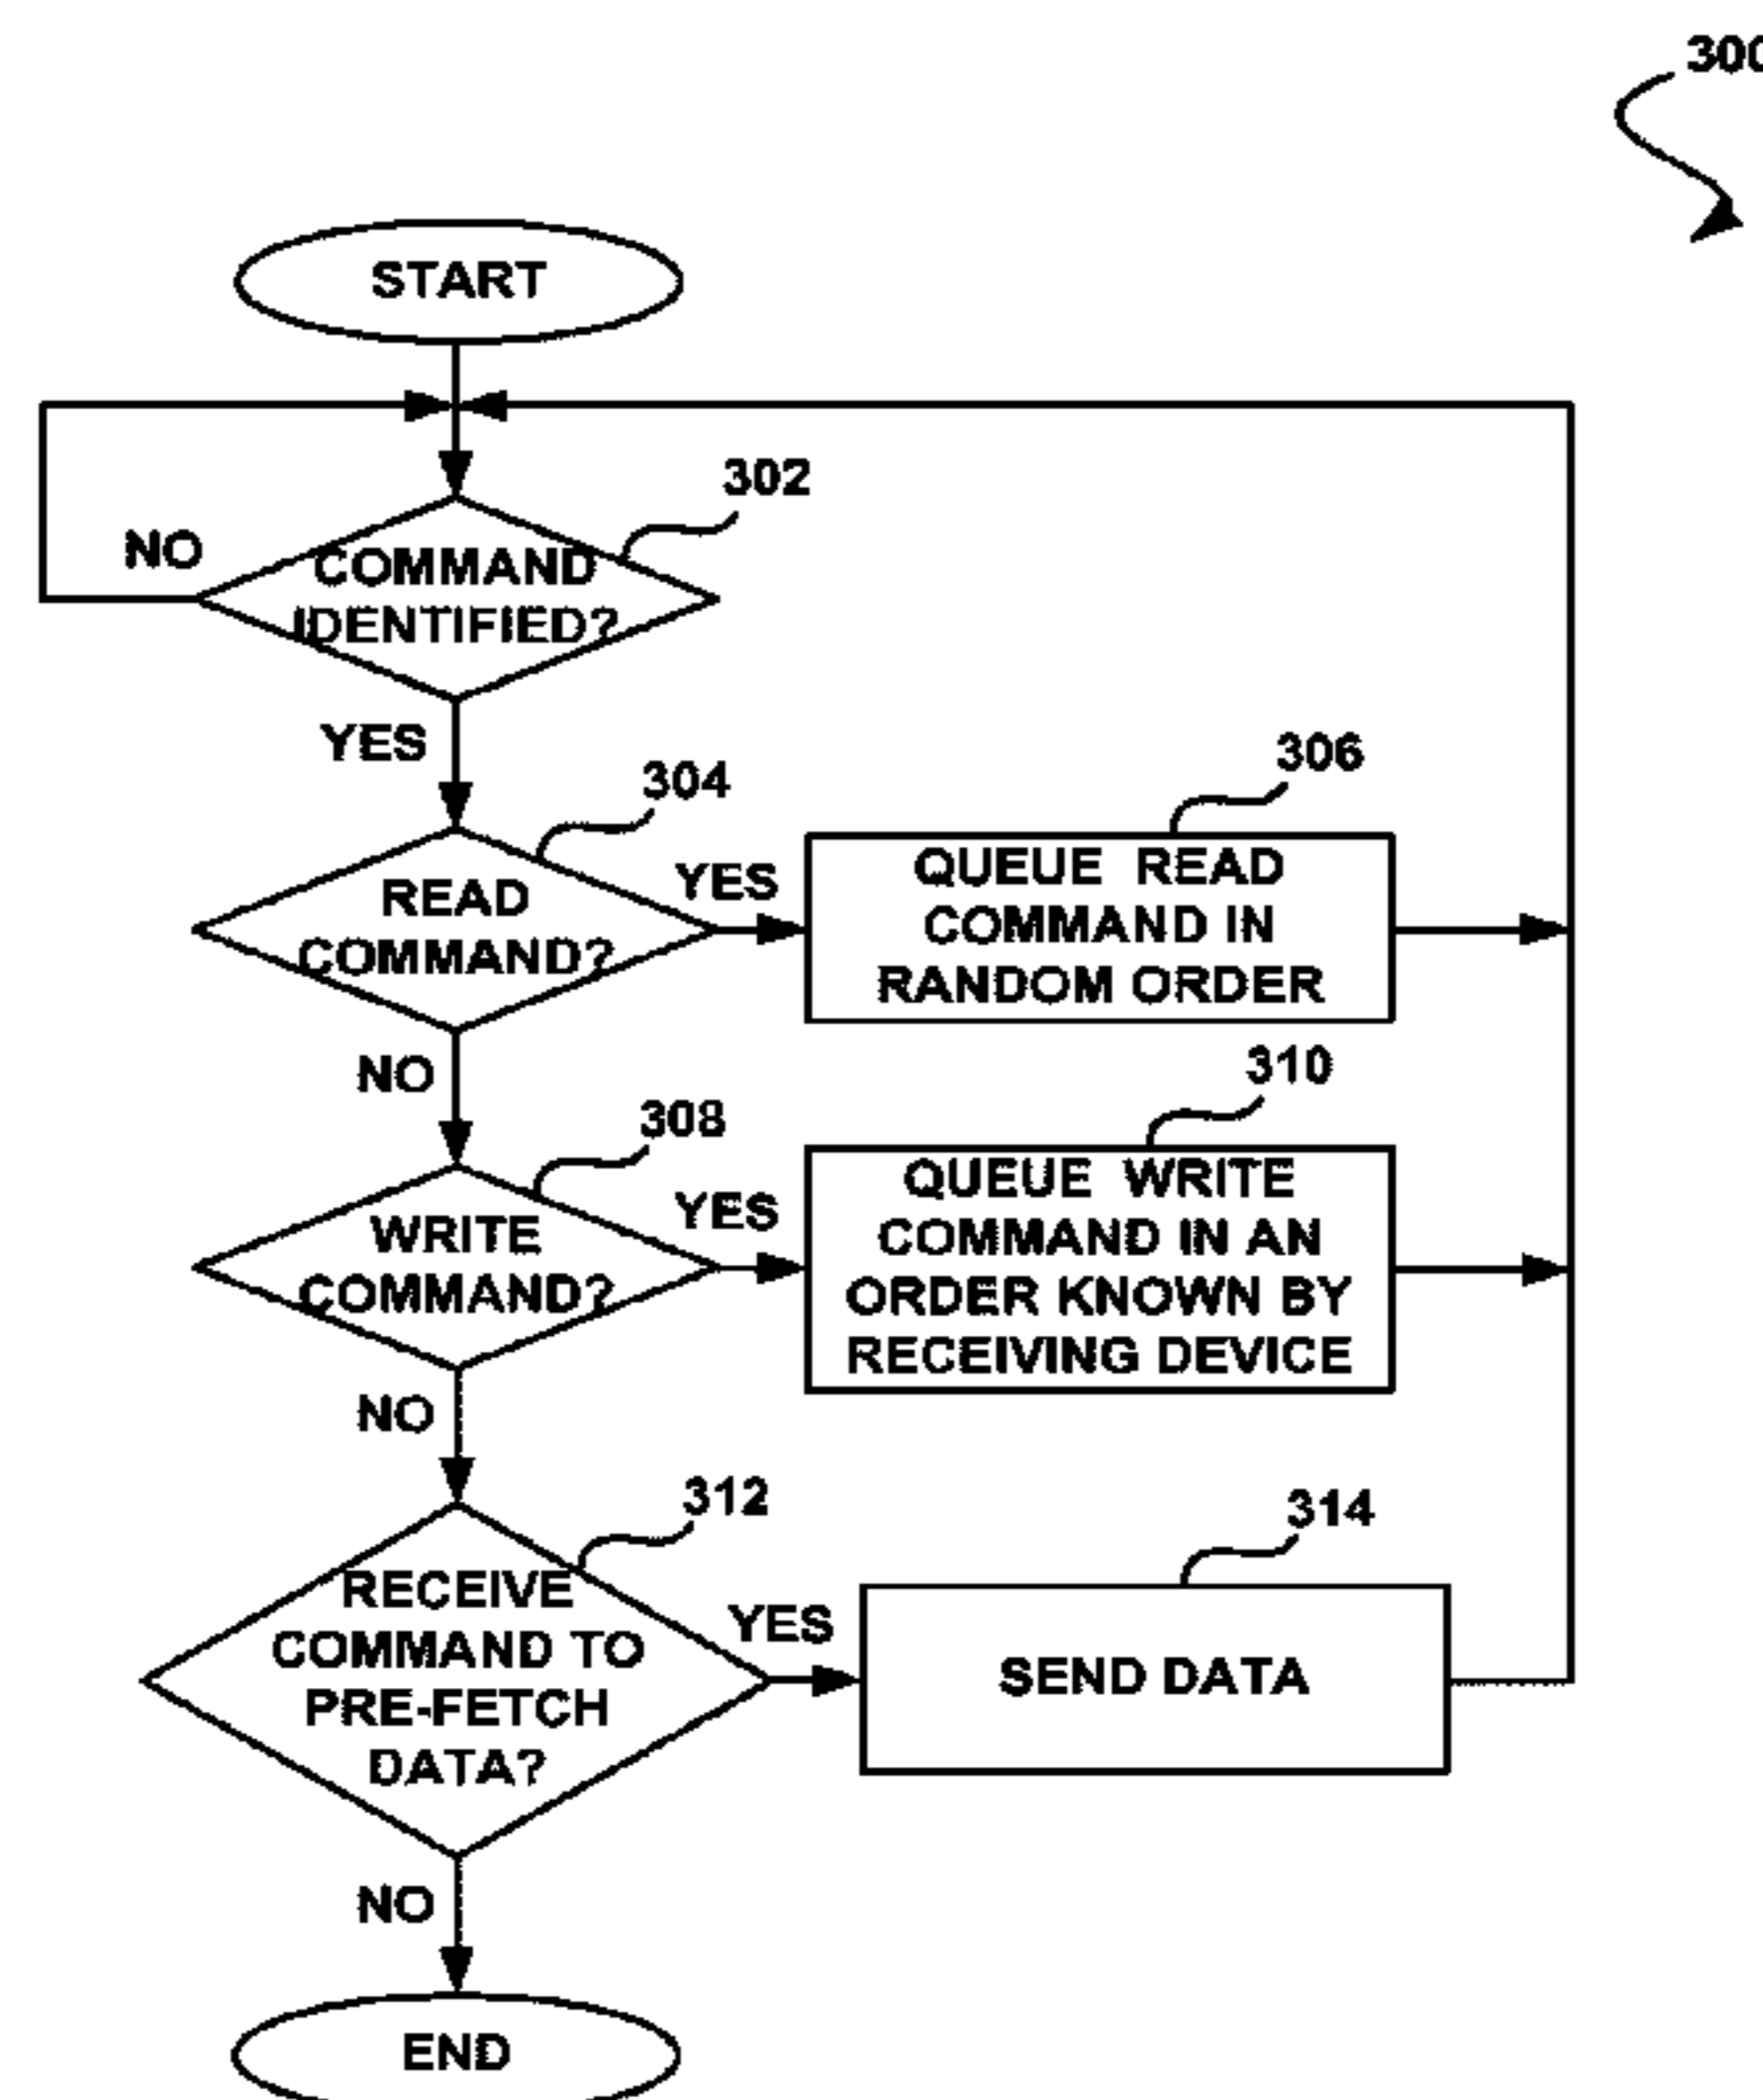 300
START
302
NO
COMMAND
IDENTIFIED?
YES
304
306
READ
COMMAND?
YES
QUEUE READ
COMMAND IN
RANDOM ORDER
NO
308
310
WRITE
COMMAND?
YES
QUEUE WRITE
COMMAND IN AN
ORDER KNOWN BY
RECEIVING DEVICE
NO
312
314
RECEIVE
COMMAND TO
PRE-FETCH
DATA?
YES
SEND DATA
NO
END